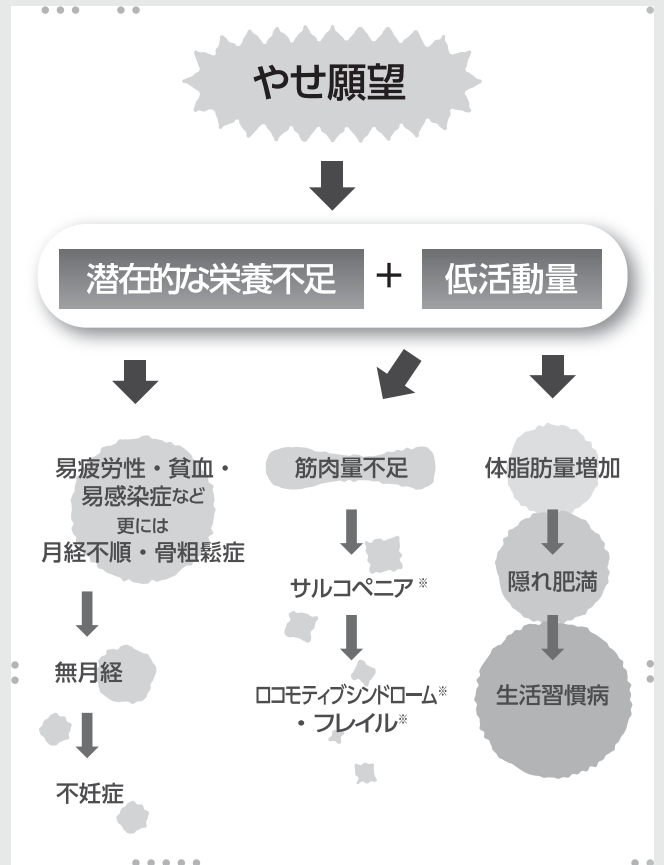 やせ願望
潜在的な栄養不足 + 低活動量
易疲労性・貧血・
易感染症など
更には
月経不順・骨粗鬆症
無月経
不妊症
筋肉量不足
サルコペニア※
ロコモティブシンドローム※
・フレイル※
体脂肪量増加
隠れ肥満
生活習慣病